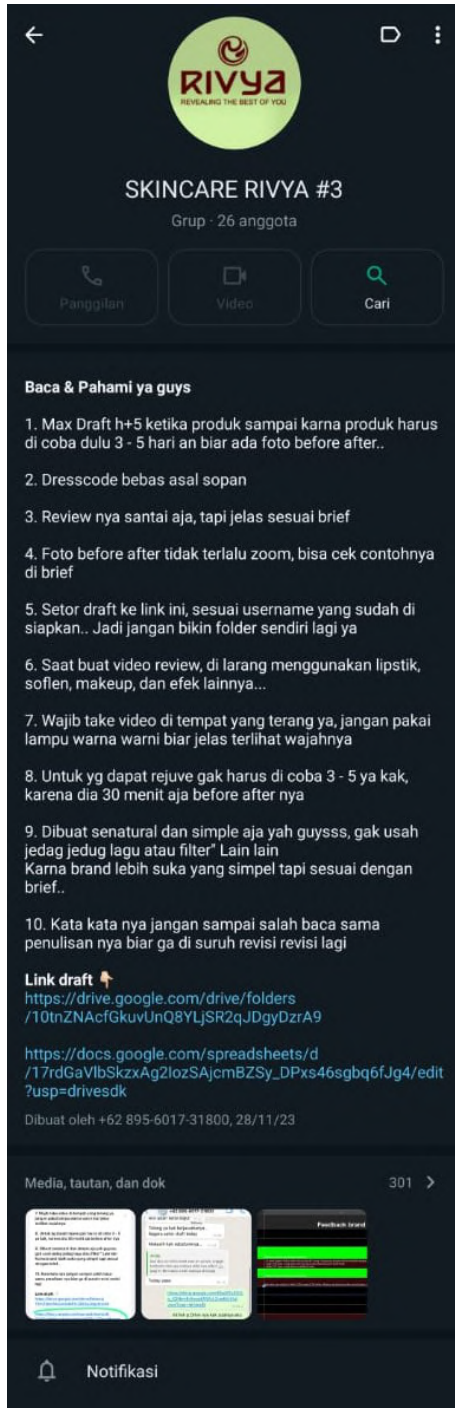 RIVYA
REVEALING THE BEST OF YOU
SKINCARE RIVYA #3
Grup · 26 anggota
Panggilan
Video
Cari
Baca & Pahami ya guys
1. Max Draft h+5 ketika produk sampai karna produk harus
di coba dulu 3 - 5 hari an biar ada foto before after..
2. Dresscode bebas asal sopan
3. Review nya santai aja, tapi jelas sesuai brief
4. Foto before after tidak terlalu zoom, bisa cek contohnya
di brief
5. Setor draft ke link ini, sesuai username yang sudah di
siapkan.. Jadi jangan bikin folder sendiri lagi ya
6. Saat buat video review, di larang menggunakan lipstik,
soflen, makeup, dan efek lainnya...
7. Wajib take video di tempat yang terang ya, jangan pakai
lampu warna warni biar jelas terlihat wajahnya
8. Untuk yg dapat rejuve gak harus di coba 3 - 5 ya kak,
karena dia 30 menit aja before after nya
9. Dibuat senatural dan simple aja yah guysss, gak usah
jedag jedug lagu atau filter" Lain lain
Karna brand lebih suka yang simpel tapi sesuai dengan
brief..
10. Kata kata nya jangan sampai salah baca sama
penulisan nya biar ga di suruh revisi revisi lagi
Link draft 👇🏻
https://drive.google.com/drive/folders
/10tnZNAcfGkuvUnQ8YLjSR2qJDgyDzrA9
https://docs.google.com/spreadsheets/d
/17rdGaVlbSkzxAg2IozSAjcmBZSy_DPxs46sgbq6fJg4/edit
?usp=drivesdk
Dibuat oleh +62 895-6017-31800, 28/11/23
Media, tautan, dan dok
301
Feedback brand
Notifikasi